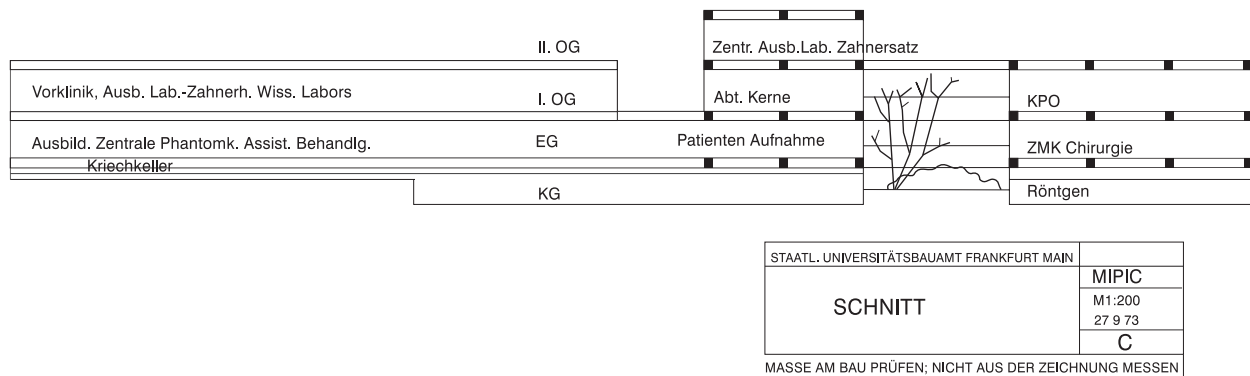 II. OG
Zentr. Ausb.Lab. Zahnersatz
Vorklinik, Ausb. Lab.-Zahnerh. Wiss. Labors
I. OG
Abt. Kerne
KPO
Ausbild. Zentrale Phantomk. Assist. Behandlg.
EG
Patienten Aufnahme
ZMK Chirurgie
Kriechkeller
KG
Röntgen
STAATL. UNIVERSITÄTSBAUAMT FRANKFURT MAIN
MIPIC
SCHNITT
M1:200
27 9 73
C
MASSE AM BAU PRÜFEN; NICHT AUS DER ZEICHNUNG MESSEN